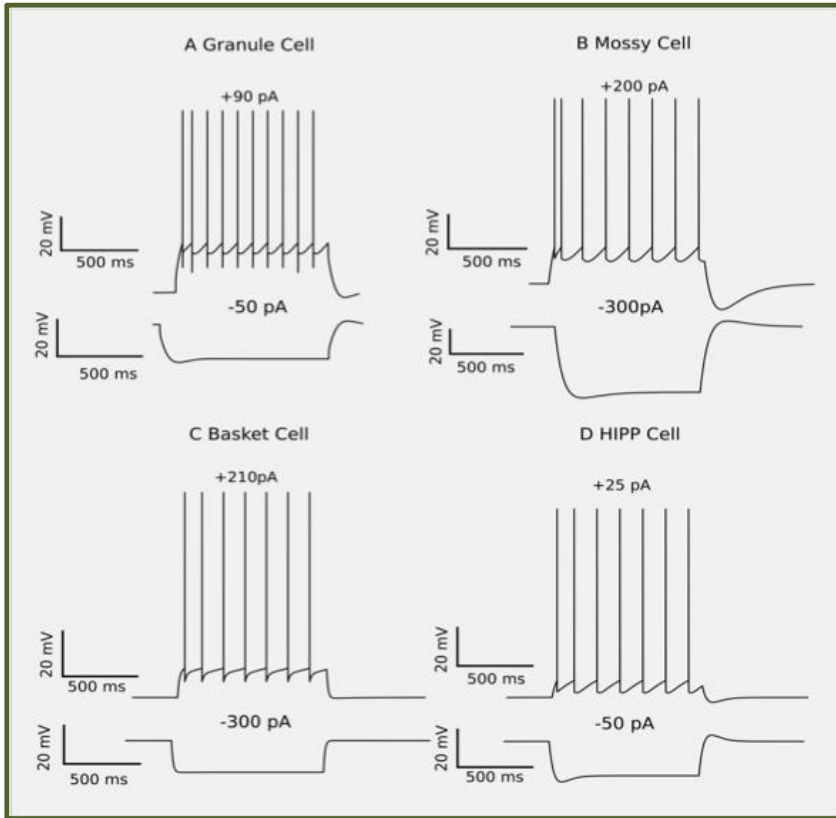 A Granule Cell
+90 pA
20 mV
500 ms
-50 pA
20 mV
500 ms
B Mossy Cell
+200 pA
20 mV
500 ms
-300pA
20 mV
500 ms
C Basket Cell
+210pA
20 mV
500 ms
-300 pA
20 mV
500 ms
D HIPP Cell
+25 pA
20 mV
500 ms
-50 pA
20 mV
500 ms